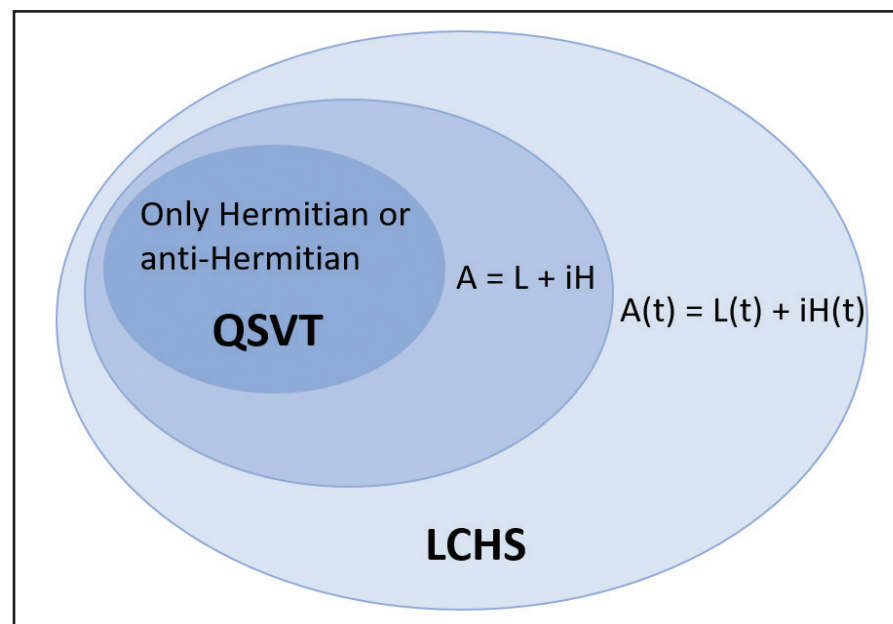 Only Hermitian or
anti-Hermitian
QSVT
A = L + iH
A(t) = L(t) + iH(t)
LCHS